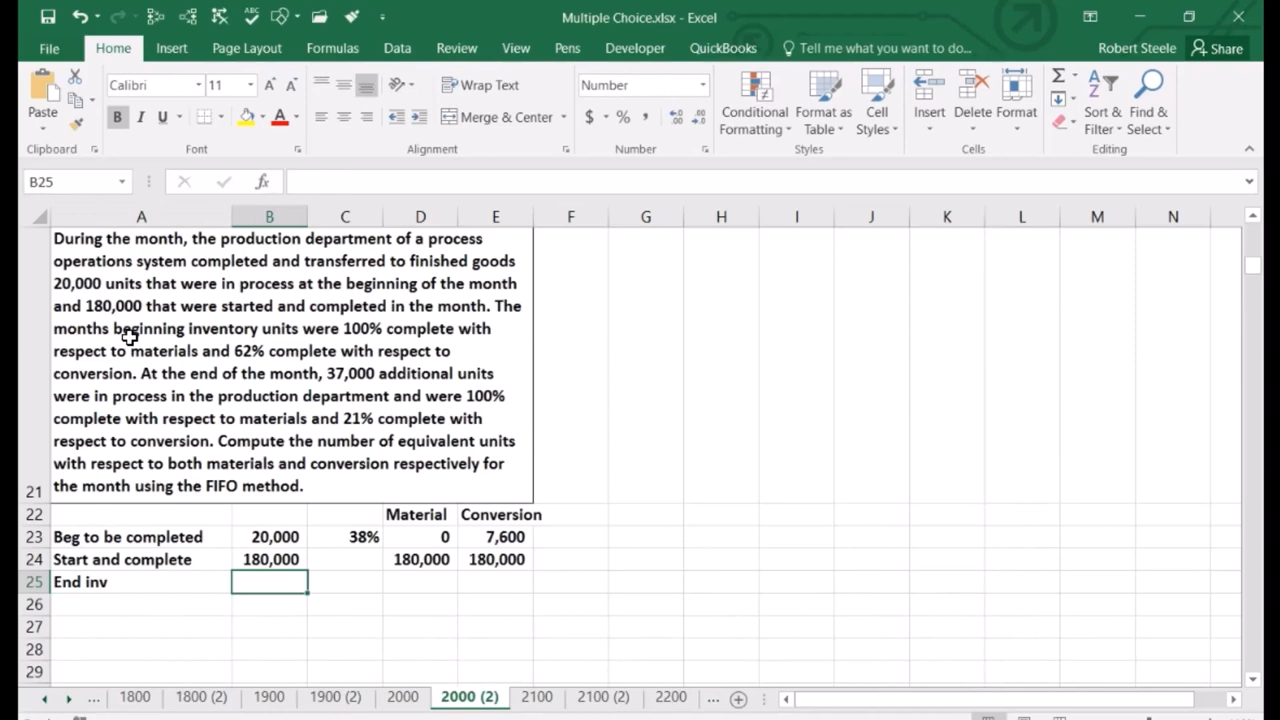 Multiple Choice.xlsx - Excel
File Home Insert Page Layout Formulas Data Review View Pens Developer QuickBooks Tell me what you want to do... Robert Steele Share
Calibri 11 Wrap Text Number
Paste B I U A Merge & Center $ % Conditional Formatting Format as Table Cell Styles Insert Delete Format Sort & Filter Find & Select
Clipboard Font Alignment Number Styles Cells Editing
B25 fx
A B C D E F G H I J K L M N
During the month, the production department of a process
operations system completed and transferred to finished goods
20,000 units that were in process at the beginning of the month
and 180,000 that were started and completed in the month. The
months beginning inventory units were 100% complete with
respect to materials and 62% complete with respect to
conversion. At the end of the month, 37,000 additional units
were in process in the production department and were 100%
complete with respect to materials and 21% complete with
respect to conversion. Compute the number of equivalent units
with respect to both materials and conversion respectively for
21 the month using the FIFO method.
22 Material Conversion
23 Beg to be completed 20,000 38% 0 7,600
24 Start and complete 180,000 180,000 180,000
25 End inv
26
27
28
29
... 1800 1800 (2) 1900 1900 (2) 2000 2000 (2) 2100 2100 (2) 2200 ...